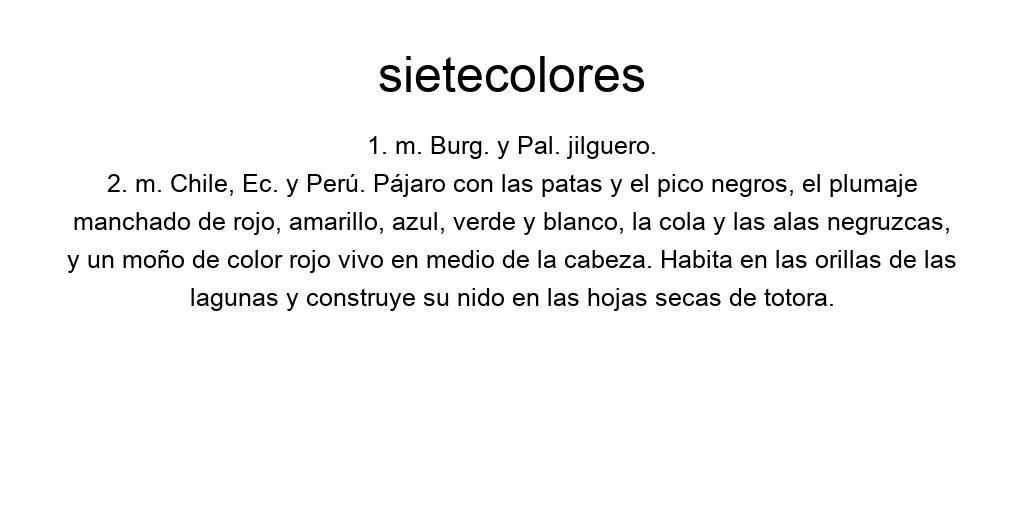 sietecolores
1. m. Burg. y Pal. jilguero.
2. m. Chile, Ec. y Perú. Pájaro con las patas y el pico negros, el plumaje
manchado de rojo, amarillo, azul, verde y blanco, la cola y las alas negruzcas,
y un moño de color rojo vivo en medio de la cabeza. Habita en las orillas de las
lagunas y construye su nido en las hojas secas de totora.